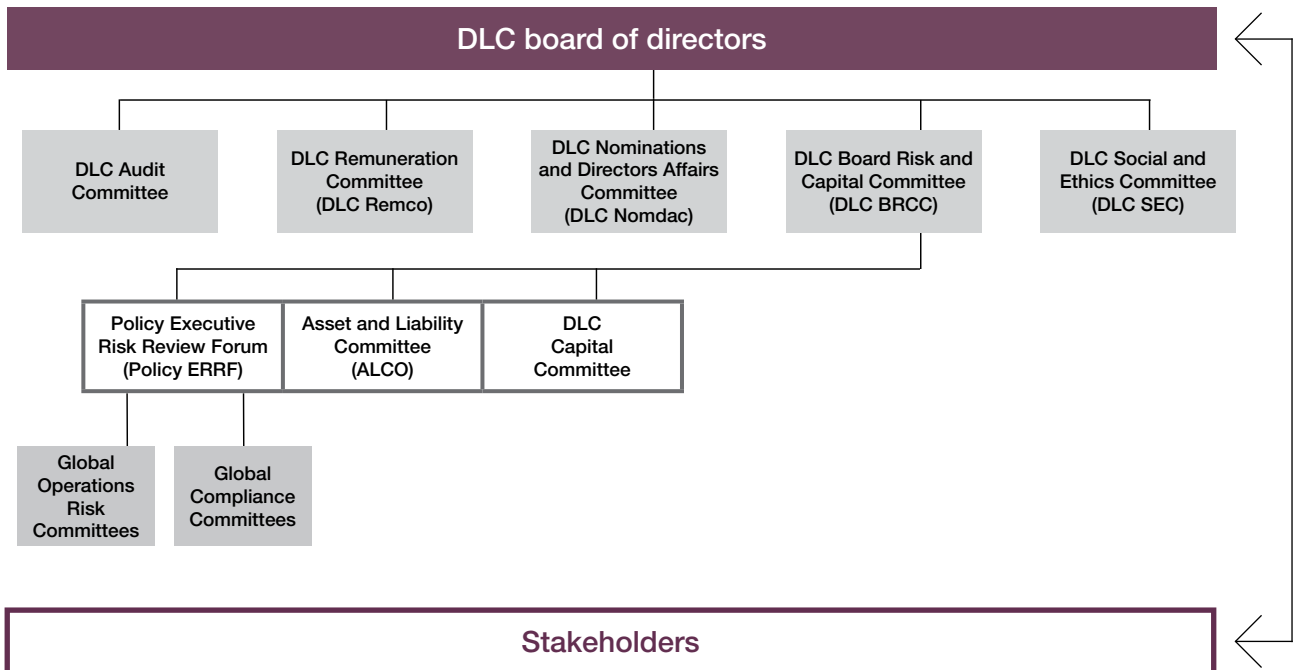 DLC board of directors
DLC Audit
Committee
DLC Remuneration
Committee
(DLC Remco)
DLC Nominations
and Directors Affairs
Committee
(DLC Nomdac)
DLC Board Risk and
Capital Committee
(DLC BRCC)
DLC Social and
Ethics Committee
(DLC SEC)
Policy Executive
Risk Review Forum
(Policy ERRF)
Asset and Liability
Committee
(ALCO)
DLC
Capital
Committee
Global
Operations
Risk
Committees
Global
Compliance
Committees
Stakeholders